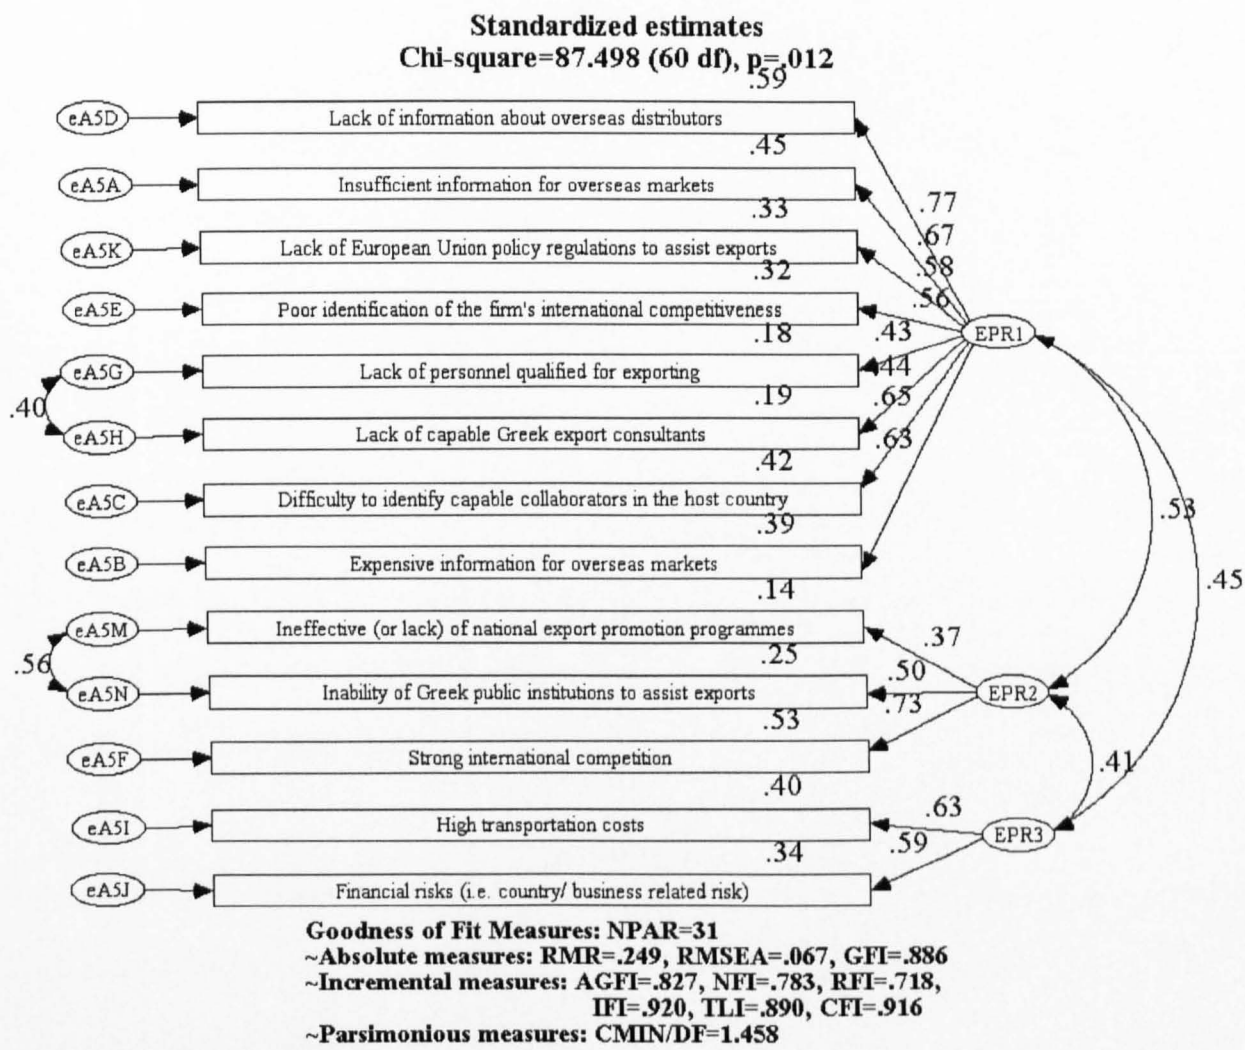 Standardized estimates
Chi-square=87.498 (60 df), p=.012
.59
eA5D Lack of information about overseas distributors
.45
eA5A Insufficient information for overseas markets
.77
.33
.67
eA5K Lack of European Union policy regulations to assist exports
.58
.32
.56
eA5E Poor identification of the firm's international competitiveness
.18
.43
EPR1
eA5G Lack of personnel qualified for exporting
.44
.19
.65
.40
eA5H Lack of capable Greek export consultants
.63
.42
eA5C Difficulty to identify capable collaborators in the host country
.53
.39
eA5B Expensive information for overseas markets
.45
.14
eA5M Ineffective (or lack) of national export promotion programmes
.37
.25
.56
.50
eA5N Inability of Greek public institutions to assist exports
EPR2
.73
.53
eA5F Strong international competition
.41
.40
.63
eA5I High transportation costs
EPR3
.34
.59
eA5J Financial risks (i.e. country/ business related risk)
Goodness of Fit Measures: NPAR=31
~Absolute measures: RMR=.249, RMSEA=.067, GFI=.886
~Incremental measures: AGFI=.827, NFI=.783, RFI=.718,
IFI=.920, TLI=.890, CFI=.916
~Parsimonious measures: CMIN/DF=1.458